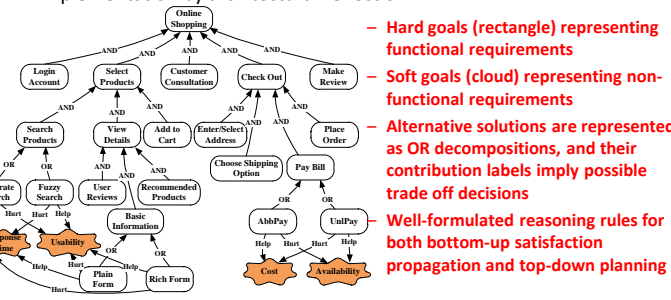 Online
Shopping
AND
AND
AND
AND
AND
Login
Account
Select
Products
Customer
Consultation
Check Out
Make
Review
AND
AND
AND
AND
AND
AND
AND
Search
Products
View
Details
Add to
Cart
Enter/Select
Address
Place
Order
Choose Shipping
Option
Pay Bill
OR
OR
AND
AND
AND
Fuzzy
Search
User
Reviews
Recommended
Products
Basic
Information
OR
OR
AbbPay
UnlPay
Hurt
Hurt
Help
Usability
Help
Hurt
Hurt
Help
Cost
Availability
OR
OR
Help
Help
Hurt
Plain
Form
Rich Form
– Hard goals (rectangle) representing
functional requirements
– Soft goals (cloud) representing non-
functional requirements
– Alternative solutions are represented
as OR decompositions, and their
contribution labels imply possible
trade off decisions
– Well-formulated reasoning rules for
both bottom-up satisfaction
propagation and top-down planning